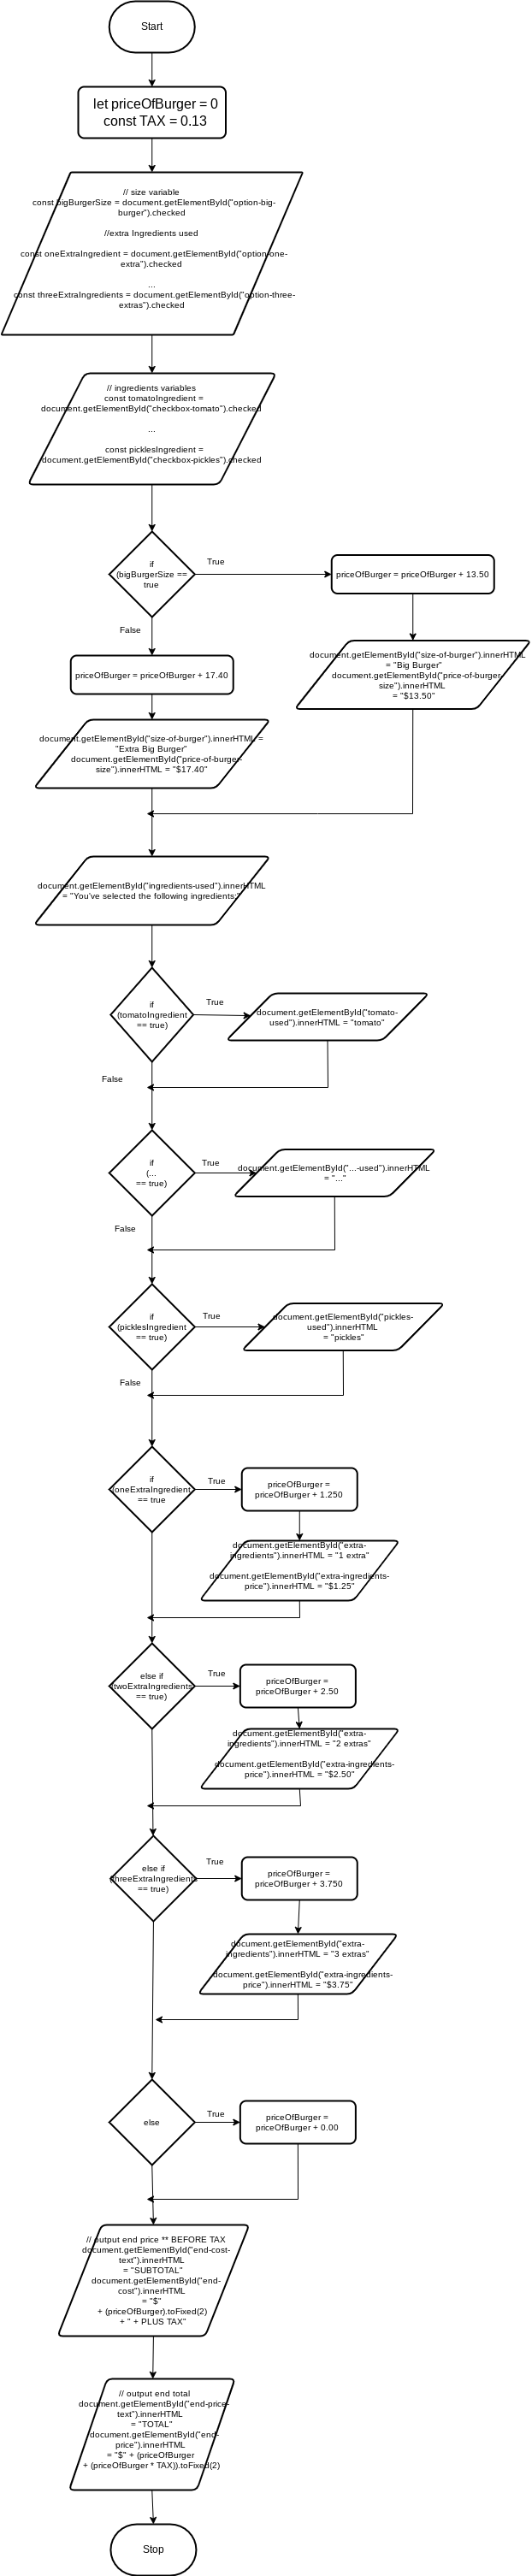 Start
let priceOfBurger = 0
const TAX = 0.13
// size variable
const bigBurgerSize = document.getElementById("option-big-
burger").checked
//extra Ingredients used
const oneExtraIngredient = document.getElementById("option-one-
extra").checked
...
const threeExtraIngredients = document.getElementById("option-three-
extras").checked
// ingredients variables
const tomatoIngredient =
document.getElementById("checkbox-tomato").checked
...
const picklesIngredient =
document.getElementById("checkbox-pickles").checked
if
(bigBurgerSize ==
true
True
priceOfBurger = priceOfBurger + 13.50
False
document.getElementById("size-of-burger").innerHTML
= "Big Burger"
document.getElementById("price-of-burger-
size").innerHTML
= "$13.50"
priceOfBurger = priceOfBurger + 17.40
document.getElementById("size-of-burger").innerHTML =
"Extra Big Burger"
document.getElementById("price-of-burger-
size").innerHTML = "$17.40"
document.getElementById("ingredients-used").innerHTML
= "You've selected the following ingredients:"
if
(tomatoIngredient
== true)
True
document.getElementById("tomato-
used").innerHTML = "tomato"
False
if
(...
== true)
True
document.getElementById("...-used").innerHTML
= "..."
False
if
(picklesIngredient
== true)
True
document.getElementById("pickles-
used").innerHTML
= "pickles"
False
if
(oneExtraIngredient
== true
True
priceOfBurger =
priceOfBurger + 1.250
document.getElementById("extra-
ingredients").innerHTML = "1 extra"
document.getElementById("extra-ingredients-
price").innerHTML = "$1.25"
else if
(twoExtraIngredients
== true)
True
priceOfBurger =
priceOfBurger + 2.50
document.getElementById("extra-
ingredients").innerHTML = "2 extras"
document.getElementById("extra-ingredients-
price").innerHTML = "$2.50"
else if
(threeExtraIngredients
== true)
True
priceOfBurger =
priceOfBurger + 3.750
document.getElementById("extra-
ingredients").innerHTML = "3 extras"
document.getElementById("extra-ingredients-
price").innerHTML = "$3.75"
else
True
priceOfBurger =
priceOfBurger + 0.00
// output end price ** BEFORE TAX
document.getElementById("end-cost-
text").innerHTML
= "SUBTOTAL"
document.getElementById("end-
cost").innerHTML
= "$"
+ (priceOfBurger).toFixed(2)
+ " + PLUS TAX"
// output end total
document.getElementById("end-price-
text").innerHTML
= "TOTAL"
document.getElementById("end-
price").innerHTML
= "$" + (priceOfBurger
+ (priceOfBurger * TAX)).toFixed(2)
Stop